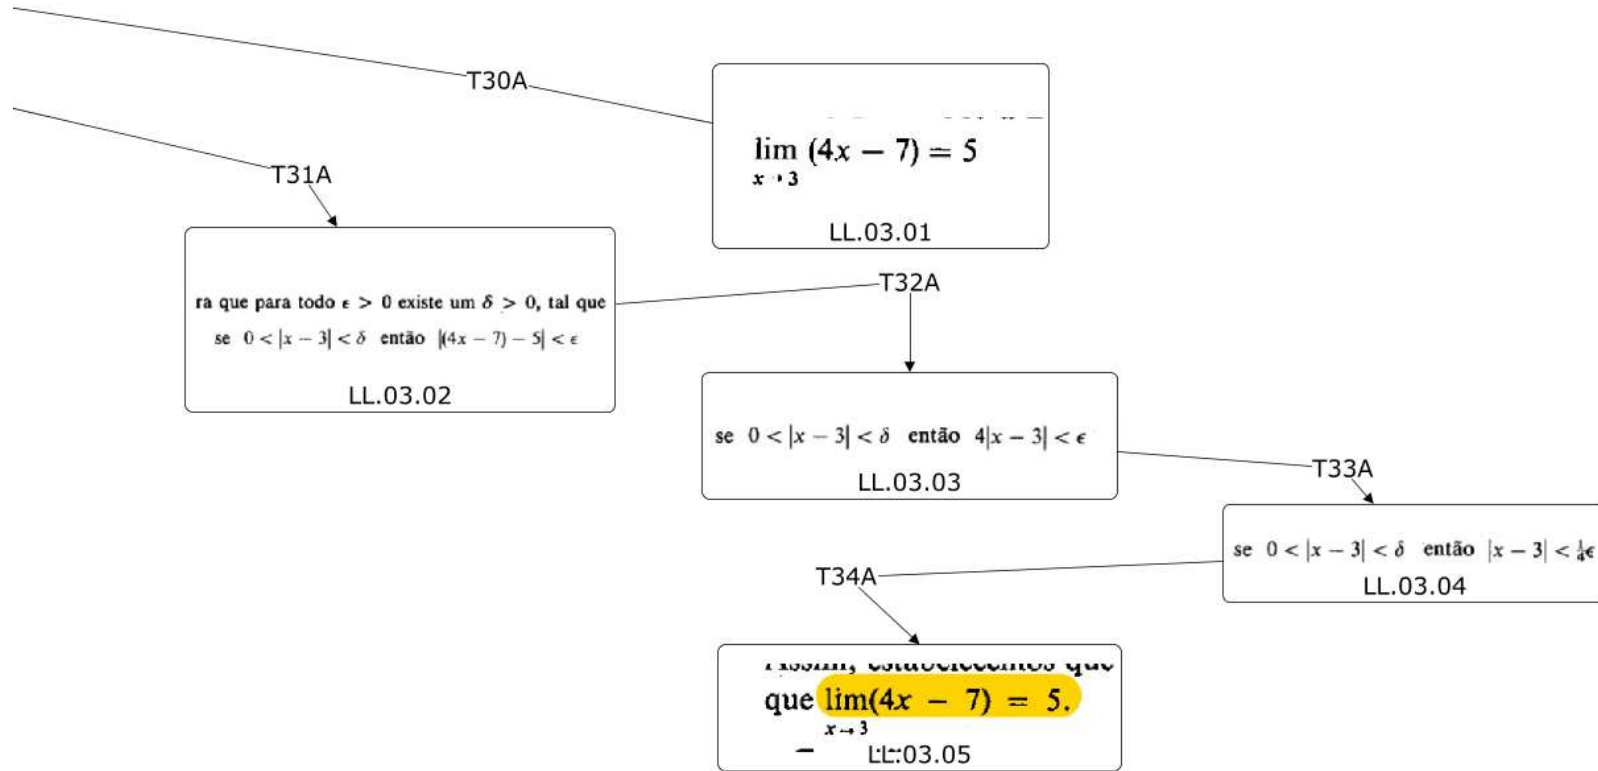 T30A
lim (4x − 7) = 5
x → 3
LL.03.01
T31A
ra que para todo ε > 0 existe um δ > 0, tal que
se 0 < |x − 3| < δ então |(4x − 7) − 5| < ε
LL.03.02
T32A
se 0 < |x − 3| < δ então 4|x − 3| < ε
LL.03.03
T33A
se 0 < |x − 3| < δ então |x − 3| < ¼ε
LL.03.04
T34A
Assim, estabelecemos que
que lim(4x − 7) = 5.
x → 3
LL.03.05